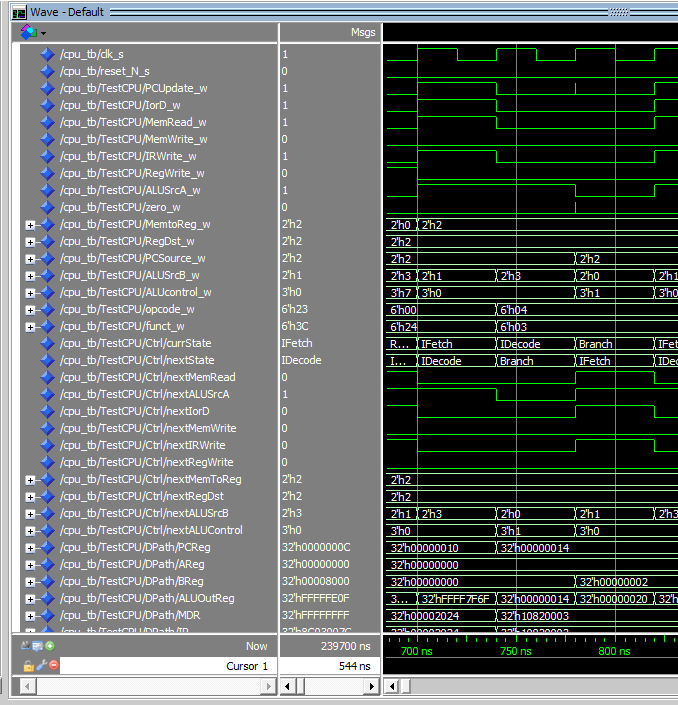 Wave - Default
Msgs
/cpu_tb/clk_s 1
/cpu_tb/reset_N_s 0
/cpu_tb/TestCPU/PCUpdate_w 1
/cpu_tb/TestCPU/IorD_w 1
/cpu_tb/TestCPU/MemRead_w 1
/cpu_tb/TestCPU/MemWrite_w 0
/cpu_tb/TestCPU/IRWrite_w 1
/cpu_tb/TestCPU/RegWrite_w 0
/cpu_tb/TestCPU/ALUSrcA_w 1
/cpu_tb/TestCPU/zero_w 0
/cpu_tb/TestCPU/MemtoReg_w 2'h2 2'h0 2'h2
/cpu_tb/TestCPU/RegDst_w 2'h2 2'h2
/cpu_tb/TestCPU/PCSource_w 2'h2 2'h2 2'h2
/cpu_tb/TestCPU/ALUSrcB_w 2'h1 2'h3 2'h1 2'h3 2'h0 2'h1
/cpu_tb/TestCPU/ALUcontrol_w 3'h0 3'h7 3'h0 3'h1 3'h0
/cpu_tb/TestCPU/opcode_w 6'h23 6'h00 6'h04
/cpu_tb/TestCPU/funct_w 6'h3C 6'h24 6'h03
/cpu_tb/TestCPU/Ctrl/currState IFetch R... IFetch IDecode Branch IFet
/cpu_tb/TestCPU/Ctrl/nextState IDecode I... IDecode Branch IFetch IDec
/cpu_tb/TestCPU/Ctrl/nextMemRead 0
/cpu_tb/TestCPU/Ctrl/nextALUSrcA 1
/cpu_tb/TestCPU/Ctrl/nextIorD 0
/cpu_tb/TestCPU/Ctrl/nextMemWrite 0
/cpu_tb/TestCPU/Ctrl/nextIRWrite 0
/cpu_tb/TestCPU/Ctrl/nextRegWrite 0
/cpu_tb/TestCPU/Ctrl/nextMemToReg 2'h2 2'h2
/cpu_tb/TestCPU/Ctrl/nextRegDst 2'h2 2'h2
/cpu_tb/TestCPU/Ctrl/nextALUSrcB 2'h3 2'h1 2'h3 2'h0 2'h1 2'h3
/cpu_tb/TestCPU/Ctrl/nextALUControl 3'h0 3'h0 3'h1 3'h0
/cpu_tb/TestCPU/DPath/PCReg 32'h0000000C 32'h00000010 32'h00000014
/cpu_tb/TestCPU/DPath/AReg 32'h00000000 32'h00000000
/cpu_tb/TestCPU/DPath/BReg 32'h00008000 32'h00000000 32'h00000002
/cpu_tb/TestCPU/DPath/ALUOutReg 32'hFFFFFFE0F 3... 32'hFFFF7F6F 32'h00000014 32'h00000020 32'h
/cpu_tb/TestCPU/DPath/MDR 32'hFFFFFFFF 32'h00002024 32'h10820003
/cpu_tb/TestCPU/DPath/IR 32'h8C03007C 32'h00002024 32'h10820003
Now 239700 ns 700 ns 750 ns 800 ns
Cursor 1 544 ns